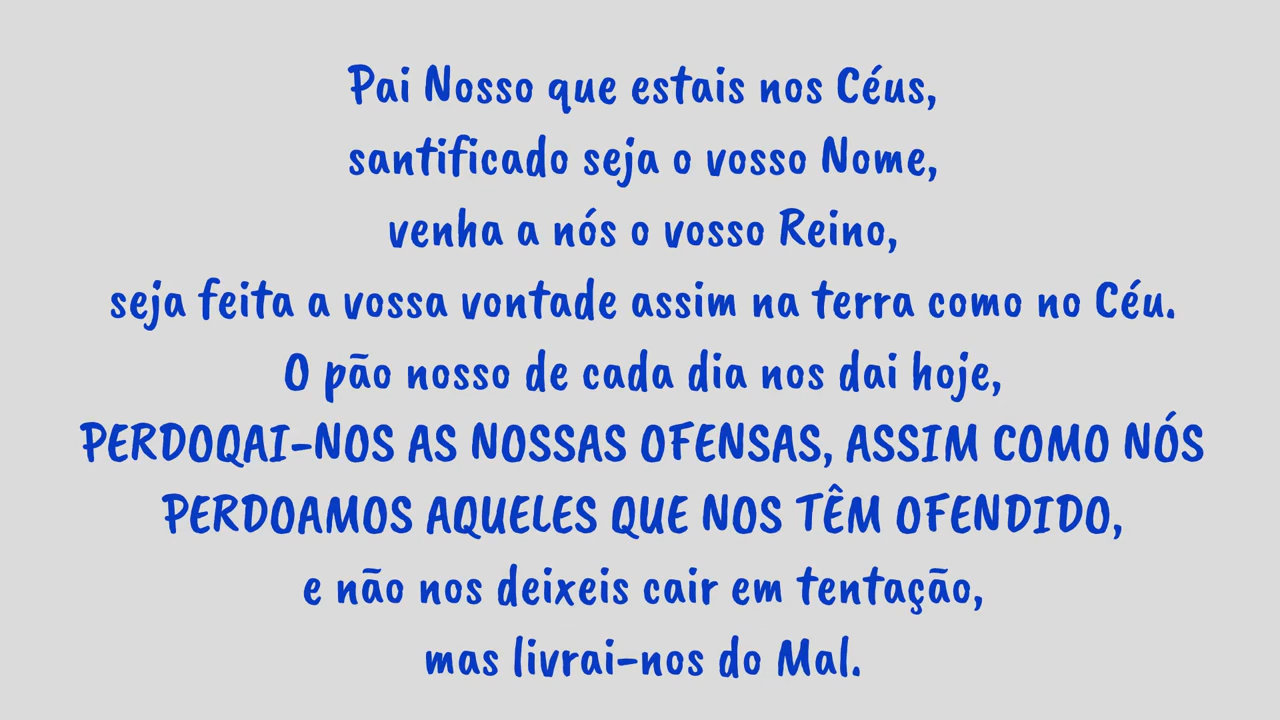 Pai Nosso que estais nos Céus,
santificado seja o vosso Nome,
venha a nós o vosso Reino,
seja feita a vossa vontade assim na terra como no Céu.
O pão nosso de cada dia nos dai hoje,
PERDOQAI-NOS AS NOSSAS OFENSAS, ASSIM COMO NÓS
PERDOAMOS AQUELES QUE NOS TÊM OFENDIDO,
e não nos deixeis cair em tentação,
mas livrai-nos do Mal.